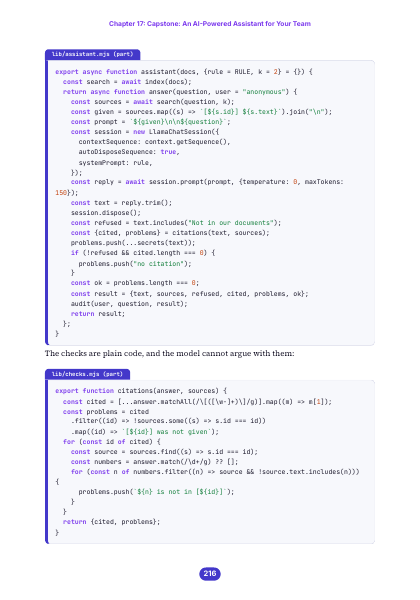 Chapter 17: Capstone: An AI-Powered Assistant for Your Team
lib/assistant.mjs (part)
export async function assistant(docs, {rule = RULE, k = 2} = {}) {
  const search = await index(docs);
  return async function answer(question, user = "anonymous") {
    const sources = await search(question, k);
    const given = sources.map((s) => `[${s.id}] ${s.text}`).join("\n");
    const prompt = `${given}\n\n${question}`;
    const session = new LlamaChatSession({
      contextSequence: context.getSequence(),
      autoDisposeSequence: true,
      systemPrompt: rule,
    });
    const reply = await session.prompt(prompt, {temperature: 0, maxTokens:
150});
    const text = reply.trim();
    session.dispose();
    const refused = text.includes("Not in our documents");
    const {cited, problems} = citations(text, sources);
    problems.push(...secrets(text));
    if (!refused && cited.length === 0) {
      problems.push("no citation");
    }
    const ok = problems.length === 0;
    const result = {text, sources, refused, cited, problems, ok};
    audit(user, question, result);
    return result;
  };
}
The checks are plain code, and the model cannot argue with them:
lib/checks.mjs (part)
export function citations(answer, sources) {
  const cited = [...answer.matchAll(/\[([\w-]+)\]/g)].map((m) => m[1]);
  const problems = cited
    .filter((id) => !sources.some((s) => s.id === id))
    .map((id) => `[${id}] was not given`);
  for (const id of cited) {
    const source = sources.find((s) => s.id === id);
    const numbers = answer.match(/\d+/g) ?? [];
    for (const n of numbers.filter((n) => source && !source.text.includes(n)))
{
      problems.push(`${n} is not in [${id}]`);
    }
  }
  return {cited, problems};
}
216